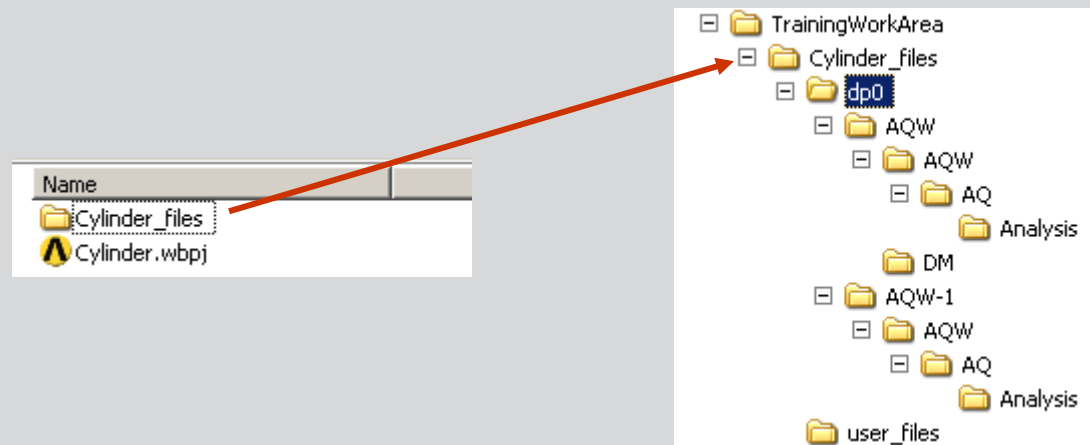 Name
Cylinder_files
Cylinder.wbpj
TrainingWorkArea
Cylinder_files
dp0
AQW
AQW
AQ
Analysis
DM
AQW-1
AQW
AQ
Analysis
user_files